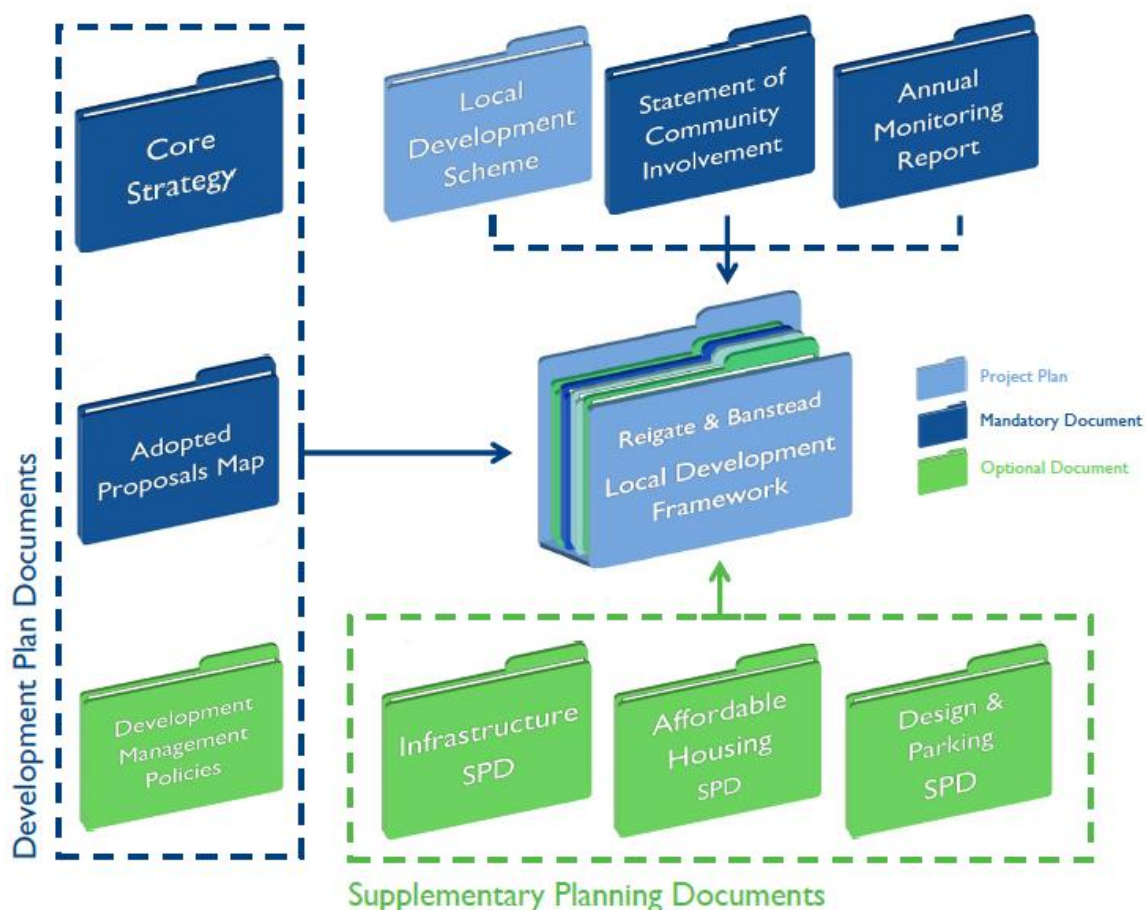 Core
Strategy
Local
Development
Scheme
Statement of
Community
Involvement
Annual
Monitoring
Report
Adopted
Proposals Map
Reigate & Banstead
Local Development
Framework
Project Plan
Mandatory Document
Optional Document
Development Plan Documents
Development
Management
Policies
Infrastructure
SPD
Affordable
Housing
SPD
Design &
Parking
SPD
Supplementary Planning Documents